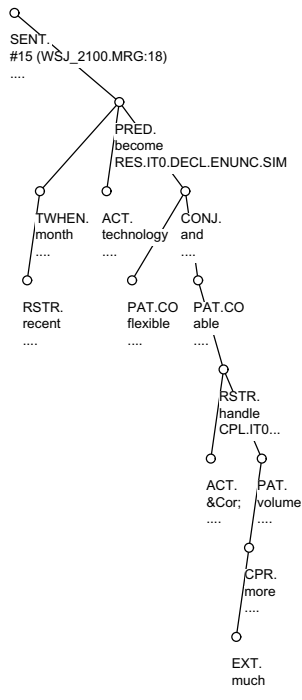 SENT.
#15 (WSJ_2100.MRG:18)
....
PRED.
become
RES.IT0.DECL.ENUNC.SIM
TWHEN.
month
....
ACT.
technology
....
CONJ.
and
....
RSTR.
recent
....
PAT.CO
flexible
....
PAT.CO
able
....
RSTR.
handle
CPL.IT0...
ACT.
&Cor;
....
PAT.
volume
....
CPR.
more
....
EXT.
much